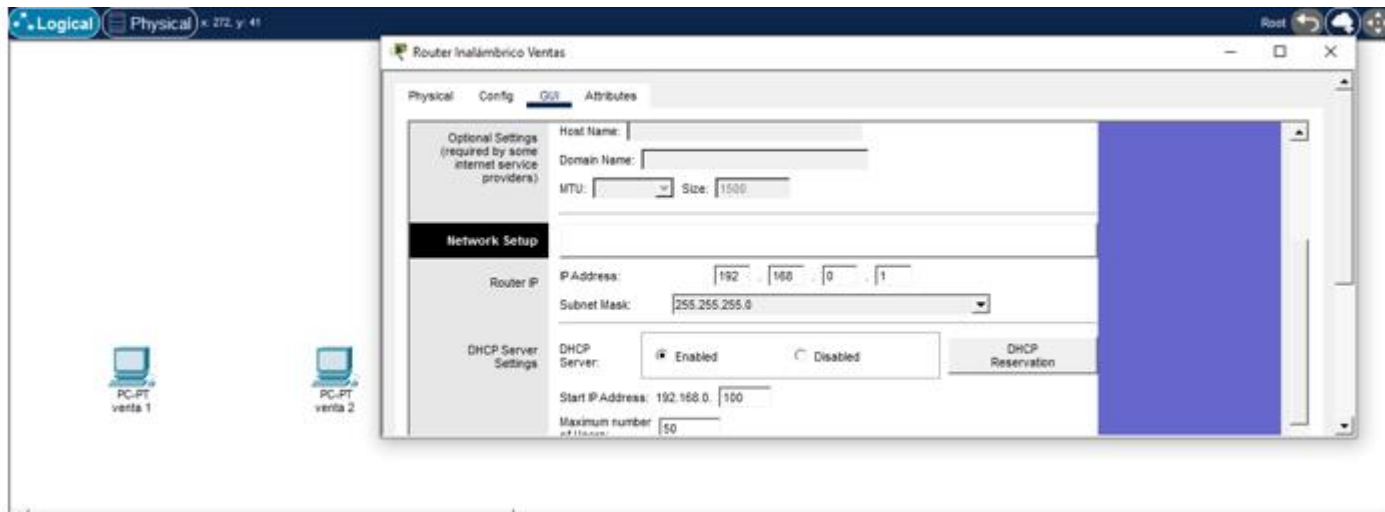 Logical Physical x: 272, y: 41 Root
Router Inalámbrico Ventas
Physical Config GUI Attributes
Optional Settings
(required by some
internet service
providers)
Host Name:
Domain Name:
MTU: Size: 1500
Network Setup
Router IP
IP Address: 192 . 168 . 0 . 1
Subnet Mask: 255.255.255.0
DHCP Server
Settings
DHCP
Server:
Enabled Disabled
DHCP
Reservation
Start IP Address: 192.168.0. 100
Maximum number
of Users: 50
PC-PT
venta 1
PC-PT
venta 2